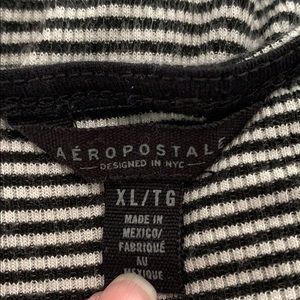 AÉROPOSTALE
DESIGNED IN NYC
XL/TG
MADE IN
MEXICO/
FABRIQUÉ
AU
MEXIQUE